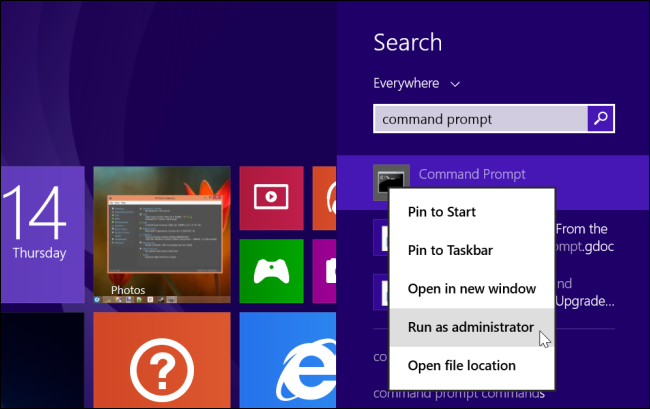 Search
Everywhere
command prompt
Command Prompt
14
Thursday
Photos
Pin to Start
Pin to Taskbar
Open in new window
Run as administrator
Open file location
From the
ompt.gdoc
nd
Upgrade...
co
command prompt commands